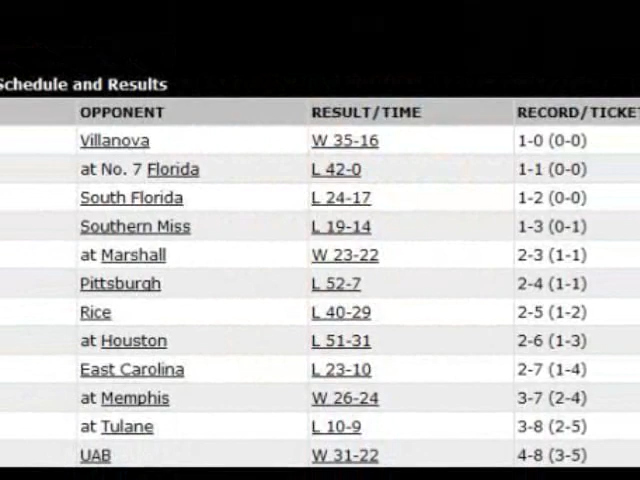 Schedule and Results
OPPONENT RESULT/TIME RECORD/TICKET
Villanova W 35-16 1-0 (0-0)
at No. 7 Florida L 42-0 1-1 (0-0)
South Florida L 24-17 1-2 (0-0)
Southern Miss L 19-14 1-3 (0-1)
at Marshall W 23-22 2-3 (1-1)
Pittsburgh L 52-7 2-4 (1-1)
Rice L 40-29 2-5 (1-2)
at Houston L 51-31 2-6 (1-3)
East Carolina L 23-10 2-7 (1-4)
at Memphis W 26-24 3-7 (2-4)
at Tulane L 10-9 3-8 (2-5)
UAB W 31-22 4-8 (3-5)